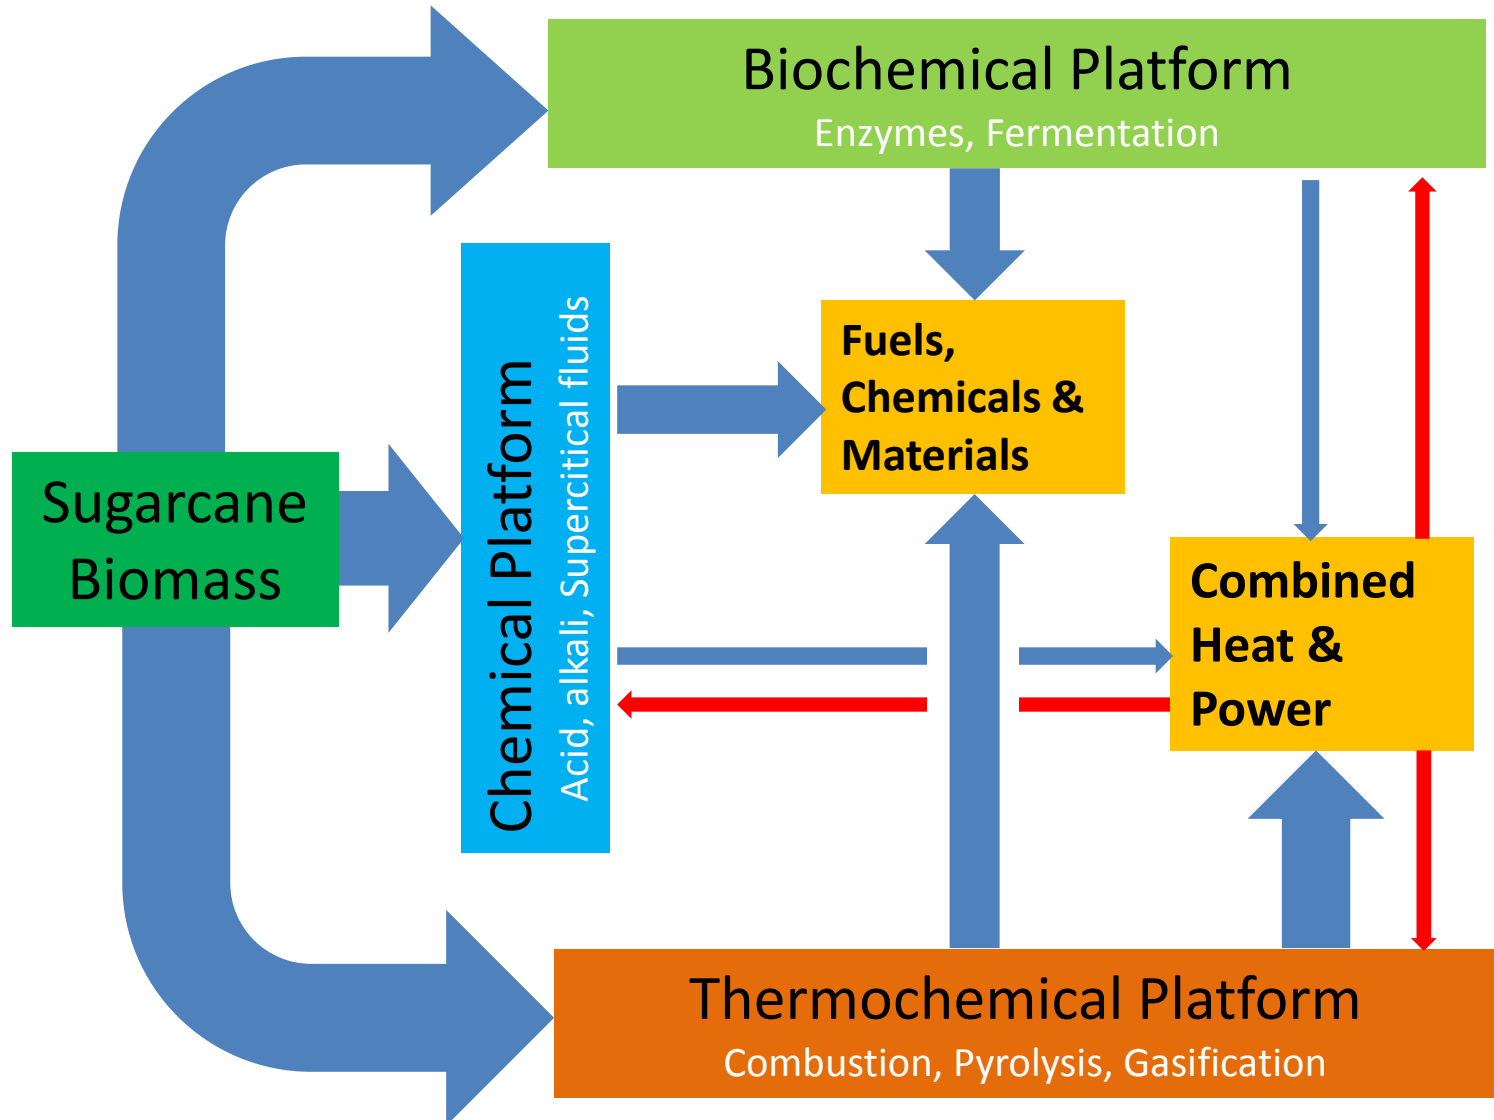 Biochemical Platform
Enzymes, Fermentation
Sugarcane
Biomass
Chemical Platform
Acid, alkali, Supercitical fluids
Fuels,
Chemicals &
Materials
Combined
Heat &
Power
Thermochemical Platform
Combustion, Pyrolysis, Gasification